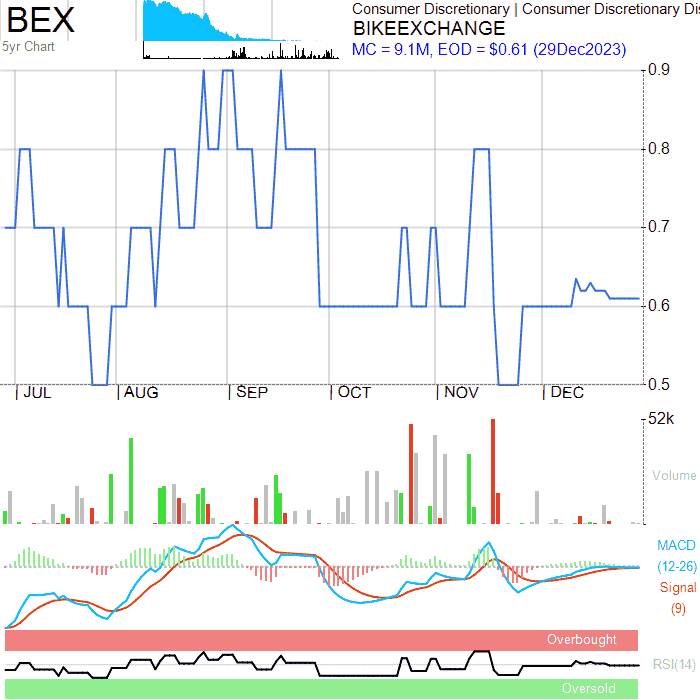 BEX
5yr Chart
Consumer Discretionary | Consumer Discretionary Dis
BIKEEXCHANGE
MC = 9.1M, EOD = $0.61 (29Dec2023)
0.9
0.8
0.7
0.6
0.5
JUL AUG SEP OCT NOV DEC
52k
Volume
MACD
(12-26)
Signal
(9)
Overbought
RSI(14)
Oversold